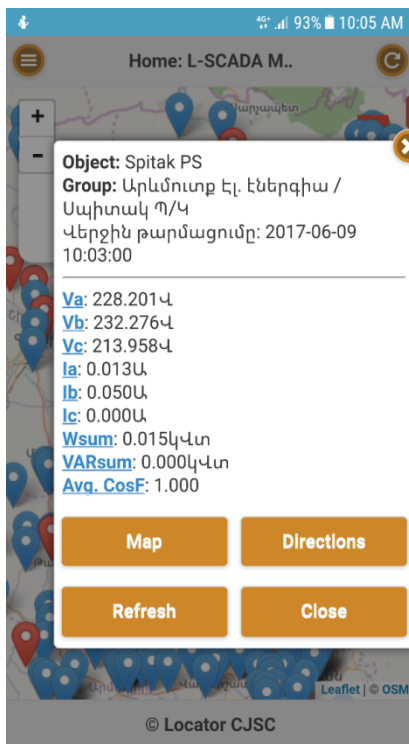 4G+ 93% 10:05 AM
Home: L-SCADA M..
+
Վարչապետ
-
Object: Spitak PS
Group: Արևմուտք Էլ. Էներգիա /
Սպիտակ Պ/Կ
Վերջին թարմացումը: 2017-06-09
10:03:00
Va: 228.201Վ
Vb: 232.276Վ
Vc: 213.958Վ
Ia: 0.013Ա
Ib: 0.050Ա
Ic: 0.000Ա
Wsum: 0.015կՎտ
VARsum: 0.000կՎտ
Avg. CosF: 1.000
Map
Directions
Refresh
Close
Leaflet | © OSM
© Locator CJSC